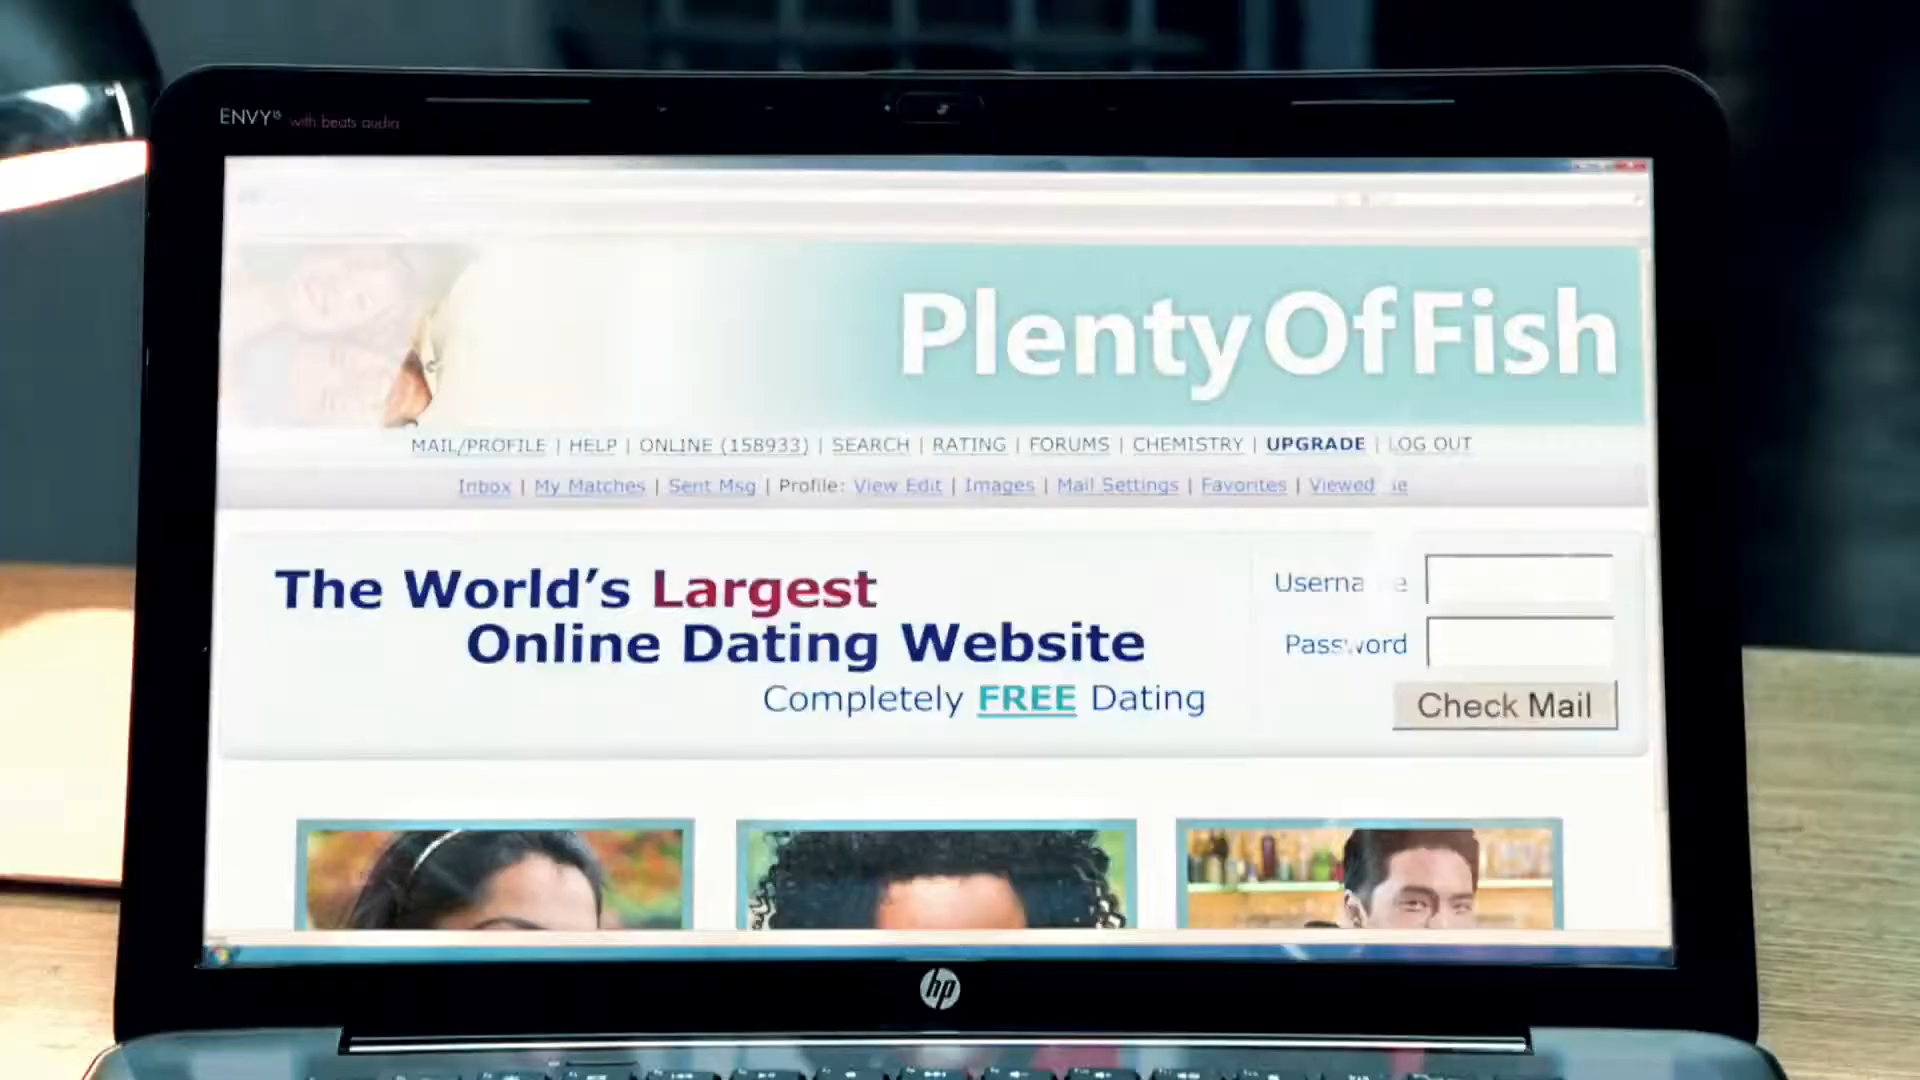 ENVY15 with beats audio
PlentyOfFish
MAIL/PROFILE | HELP | ONLINE (158933) | SEARCH | RATING | FORUMS | CHEMISTRY | UPGRADE | LOG OUT
Inbox | My Matches | Sent Msg | Profile: View Edit | Images | Mail Settings | Favorites | Viewed
The World's Largest
Online Dating Website
Completely FREE Dating
Username
Password
Check Mail
hp